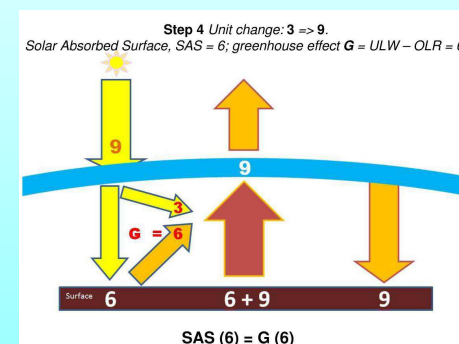 Step 4 Unit change: 3 => 9.
Solar Absorbed Surface, SAS = 6; greenhouse effect G = ULW – OLR =
9
9
3
G = 6
Surface 6 6 + 9 9
SAS (6) = G (6)